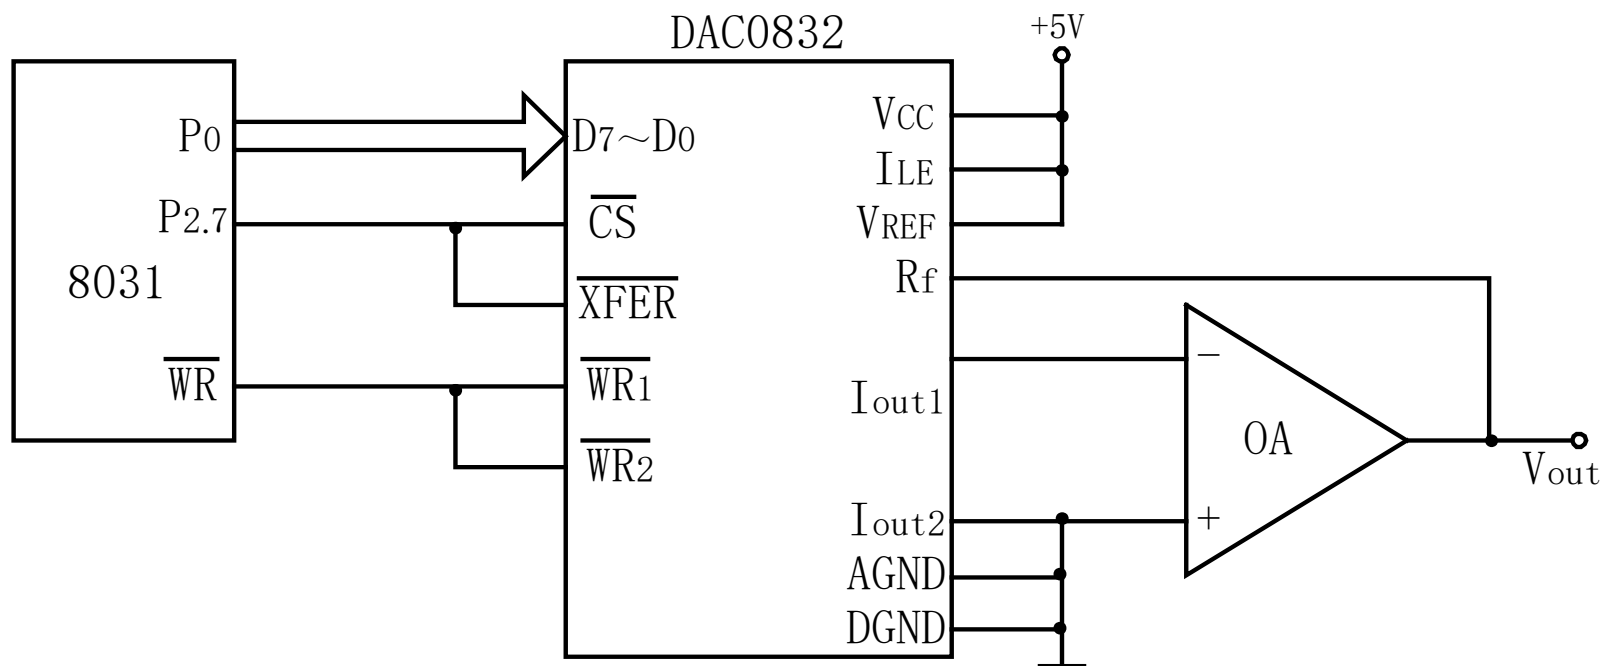 DAC0832
+5V
8031
P0
P2.7
WR
D7~D0
CS
XFER
WR1
WR2
VCC
ILE
VREF
Rf
Iout1
Iout2
AGND
DGND
−
OA
+
Vout